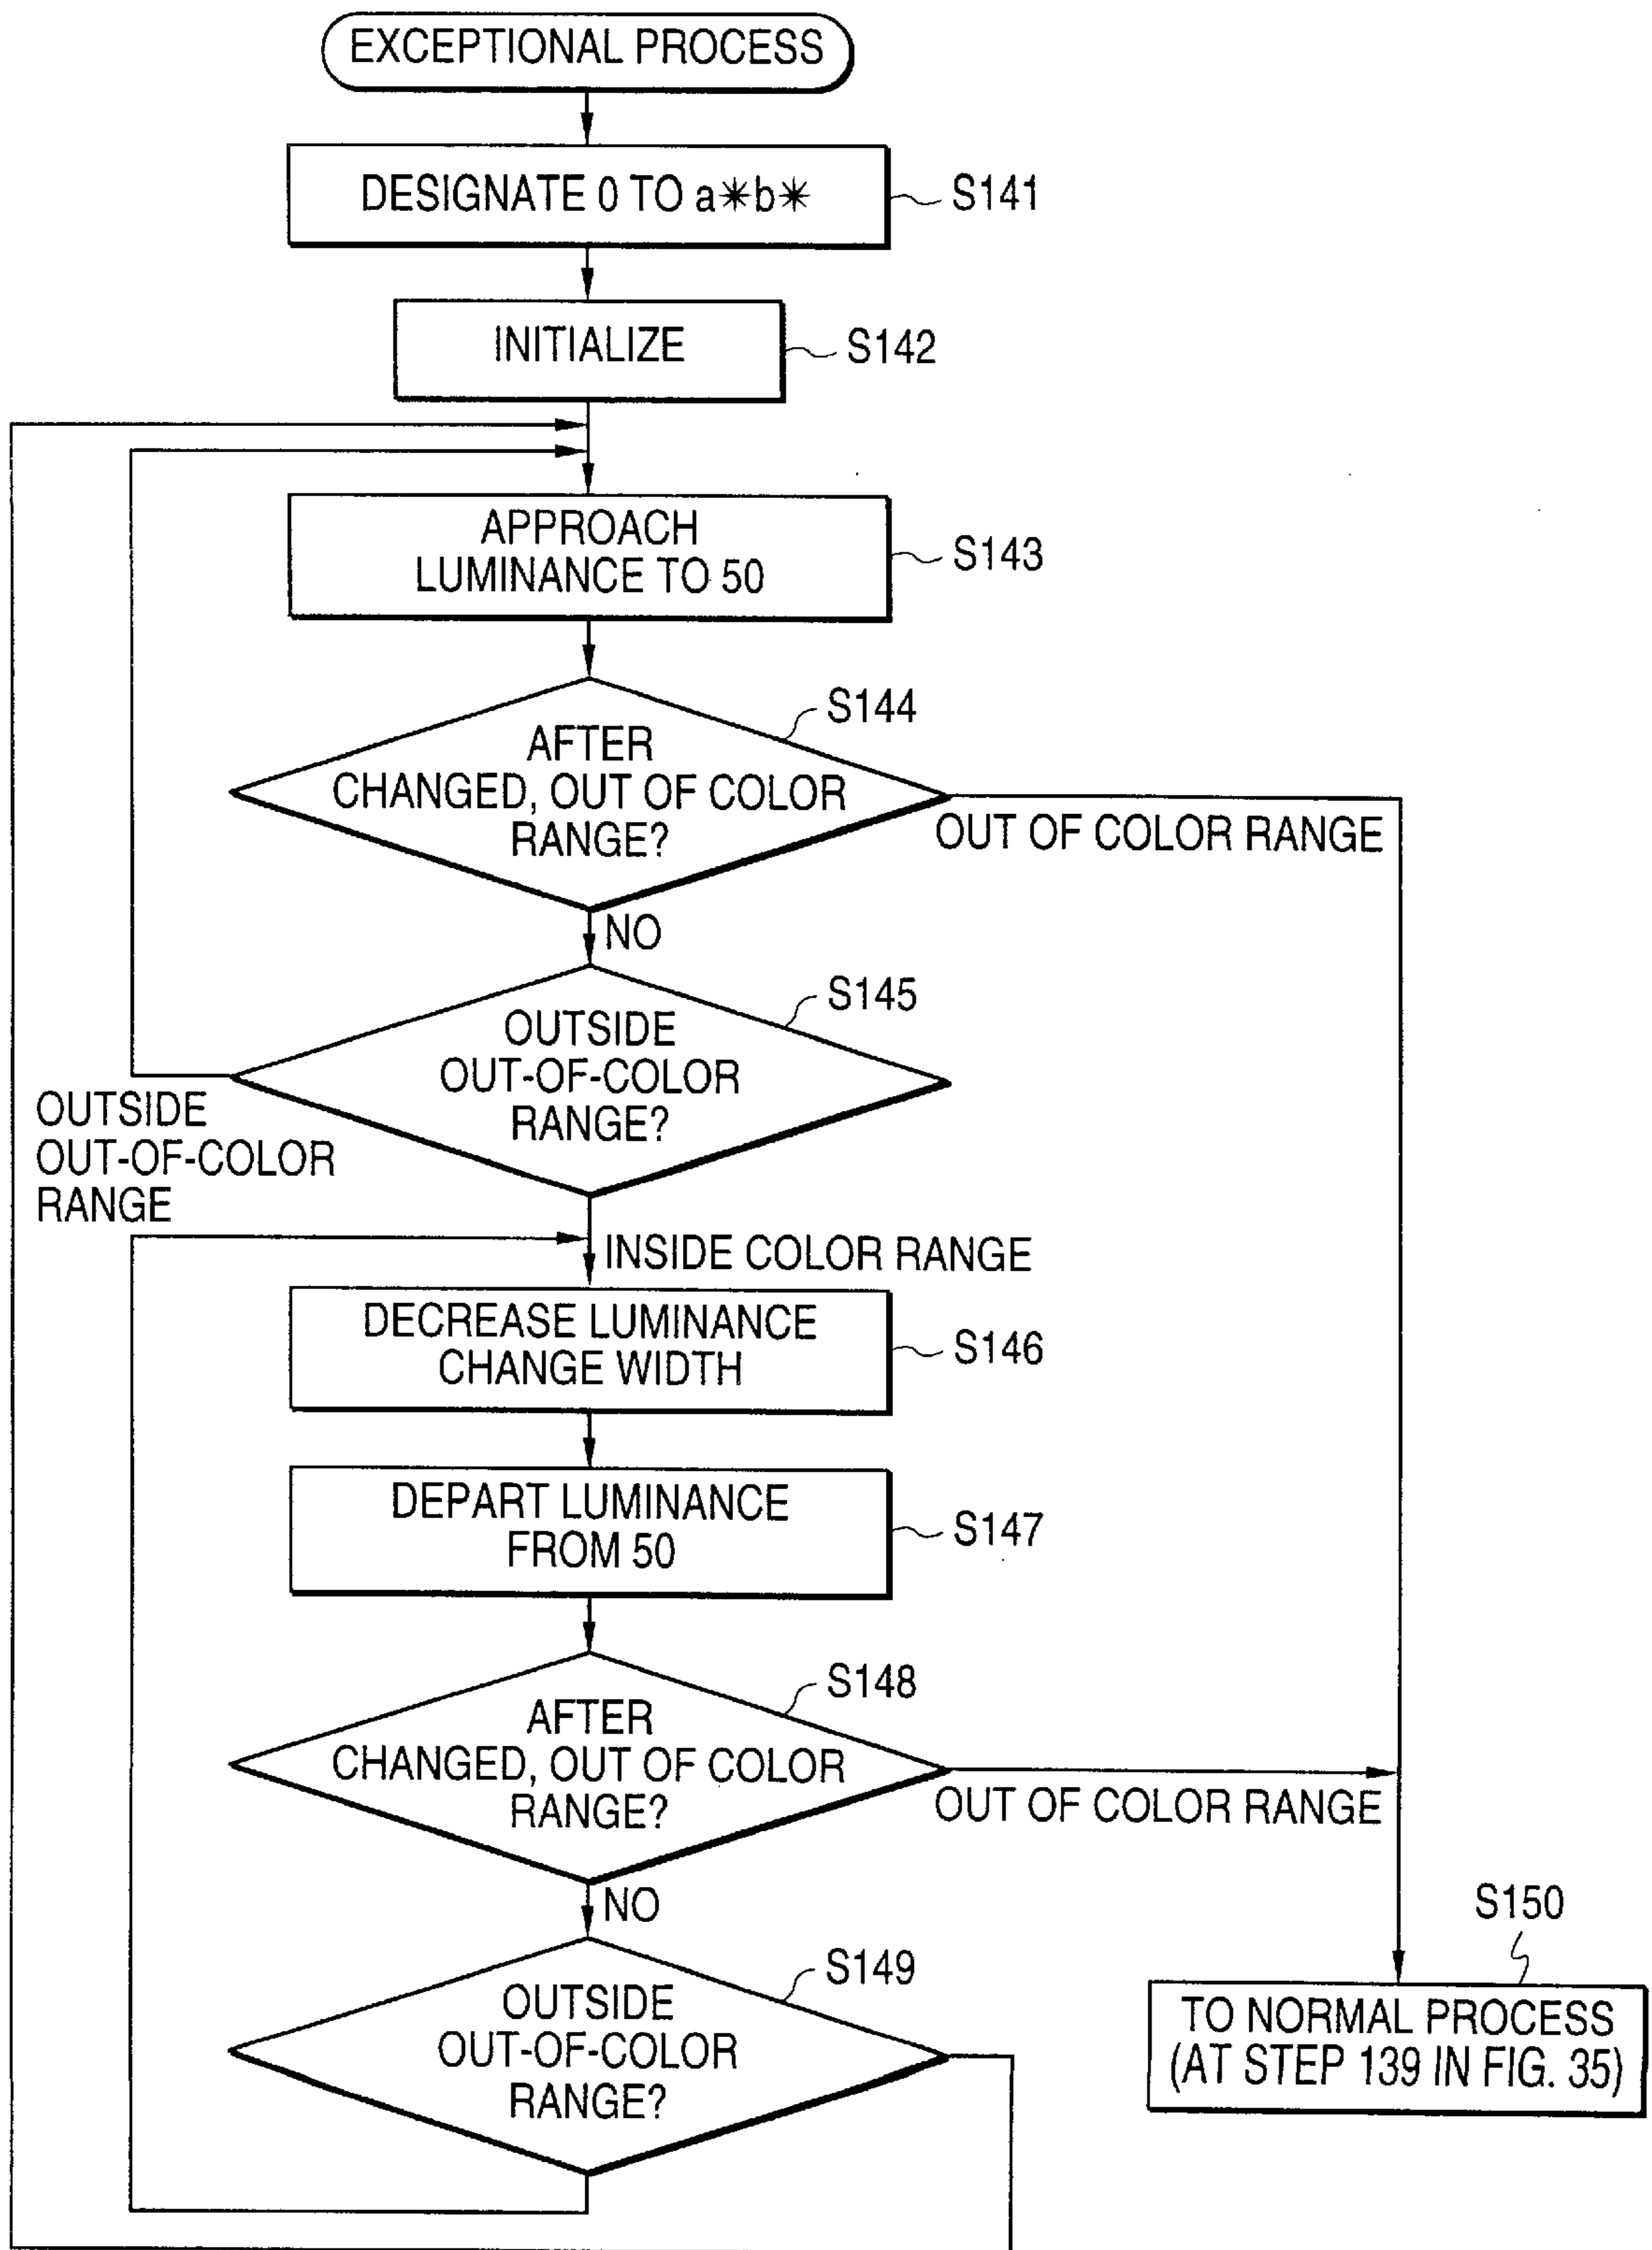 EXCEPTIONAL PROCESS
DESIGNATE 0 TO a*b*
S141
INITIALIZE
S142
APPROACH
LUMINANCE TO 50
S143
S144
AFTER
CHANGED, OUT OF COLOR
RANGE?
OUT OF COLOR RANGE
NO
S145
OUTSIDE
OUT-OF-COLOR
RANGE?
OUTSIDE
OUT-OF-COLOR
RANGE
INSIDE COLOR RANGE
DECREASE LUMINANCE
CHANGE WIDTH
S146
DEPART LUMINANCE
FROM 50
S147
S148
AFTER
CHANGED, OUT OF COLOR
RANGE?
OUT OF COLOR RANGE
NO
S149
OUTSIDE
OUT-OF-COLOR
RANGE?
S150
TO NORMAL PROCESS
(AT STEP 139 IN FIG. 35)